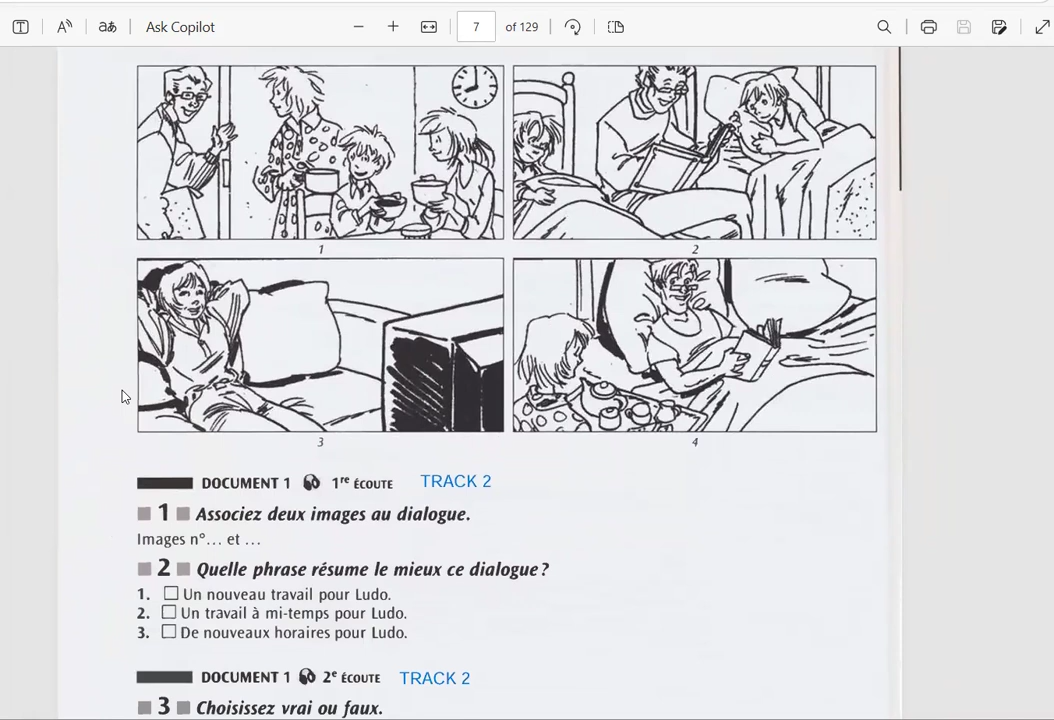 Ask Copilot
7 of 129
1
2
3
4
DOCUMENT 1 1re ÉCOUTE TRACK 2
1 Associez deux images au dialogue.
Images n°... et ...
2 Quelle phrase résume le mieux ce dialogue ?
1. Un nouveau travail pour Ludo.
2. Un travail à mi-temps pour Ludo.
3. De nouveaux horaires pour Ludo.
DOCUMENT 1 2e ÉCOUTE TRACK 2
3 Choisissez vrai ou faux.